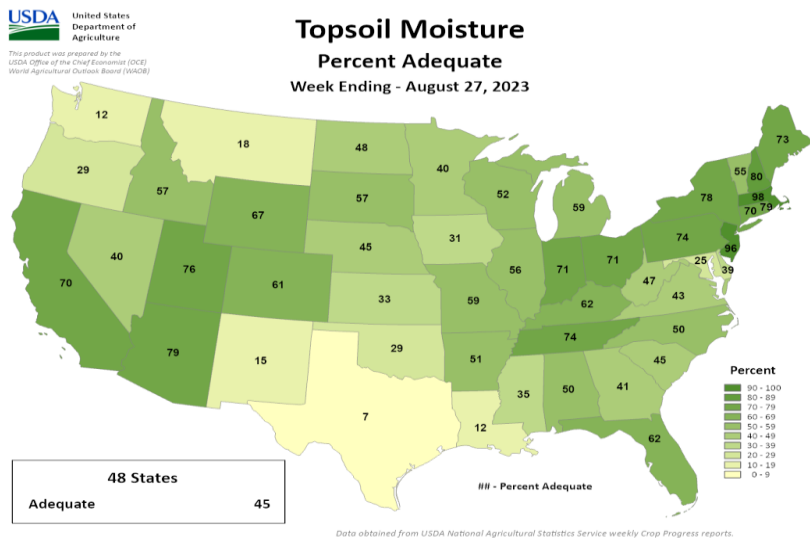 USDA
United States
Department of
Agriculture
This product was prepared by the
USDA Office of the Chief Economist (OCE)
World Agricultural Outlook Board (WAOB)
Topsoil Moisture
Percent Adequate
Week Ending - August 27, 2023
12
18
48
40
29
57
67
57
52
59
73
55
80
98
79
70
78
74
96
25
39
45
31
40
76
61
33
59
56
71
71
62
47
43
70
79
15
29
51
74
50
45
7
12
35
50
41
62
Percent
90 - 100
80 - 89
70 - 79
60 - 69
50 - 59
40 - 49
30 - 39
20 - 29
10 - 19
0 - 9
48 States
Adequate 45
## - Percent Adequate
Data obtained from USDA National Agricultural Statistics Service weekly Crop Progress reports.